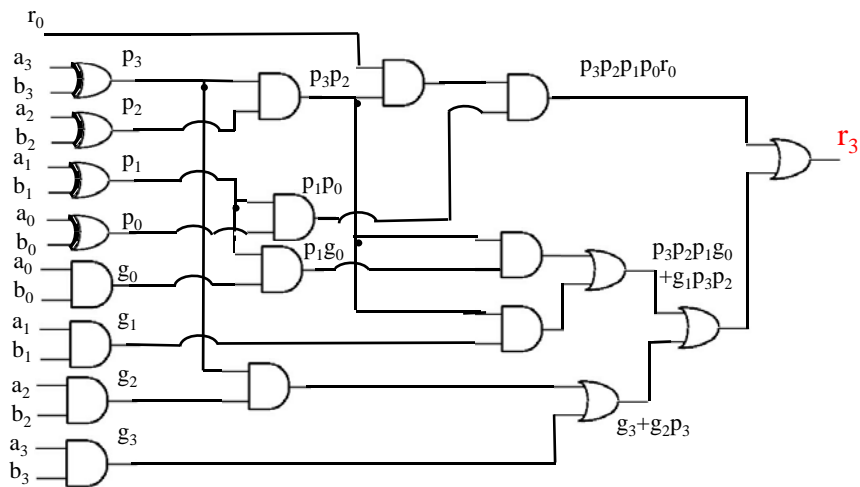 r₀
a₃ p₃
b₃
p₃p₂
p₃p₂p₁p₀r₀
a₂ p₂
b₂
r₃
a₁ p₁
b₁
p₁p₀
a₀ p₀
b₀
p₁g₀
p₃p₂p₁g₀
+g₁p₃p₂
a₀ g₀
b₀
a₁ g₁
b₁
a₂ g₂
b₂
g₃+g₂p₃
a₃ g₃
b₃